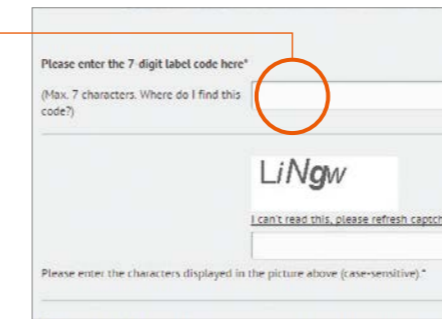 Please enter the 7-digit label code here*
(Max. 7 characters. Where do I find this
code?)
LiNgw
I can't read this, please refresh captch
Please enter the characters displayed in the picture above (case-sensitive).*